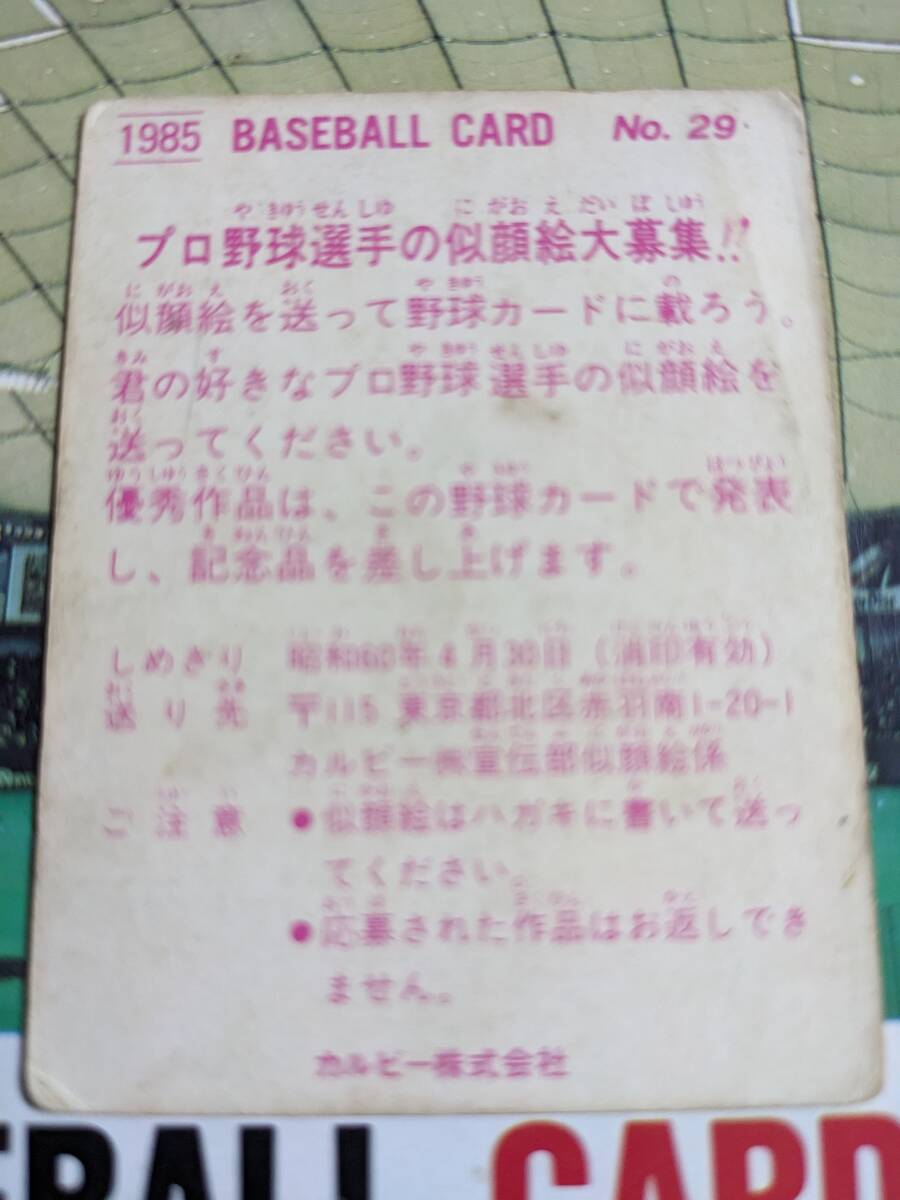 1985 BASEBALL CARD No. 29
プロ野球選手の似顔絵大募集!!
似顔絵を送って野球カードに載ろう。
君の好きなプロ野球選手の似顔絵を
送ってください。
優秀作品は、この野球カードで発表
し、記念品を差し上げます。
しめきり 昭和60年4月30日(消印有効)
送り先 〒115 東京都北区赤羽南1-20-1
カルビー㈱宣伝部似顔絵係
ご注意 ●似顔絵はハガキに書いて送っ
てください。
●応募された作品はお返しでき
ません。
カルビー株式会社
BALL CARD